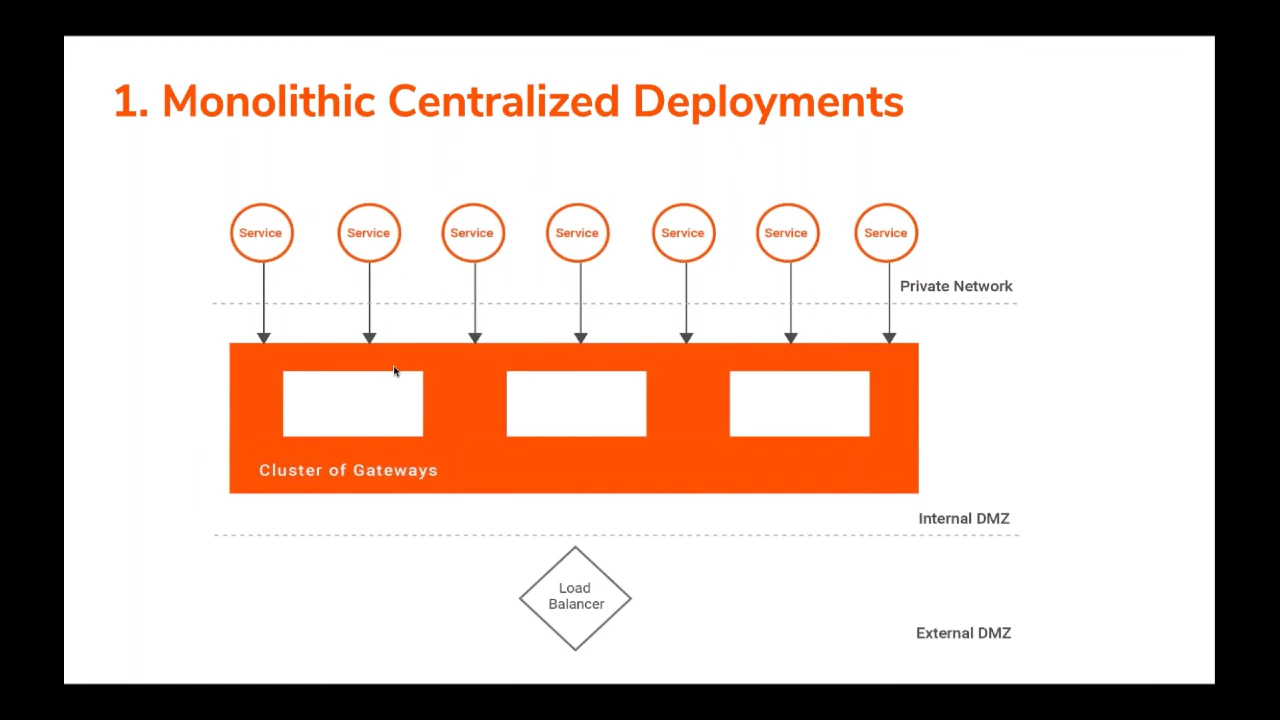 1. Monolithic Centralized Deployments
Service Service Service Service Service Service Service
Private Network
Cluster of Gateways
Internal DMZ
Load
Balancer
External DMZ